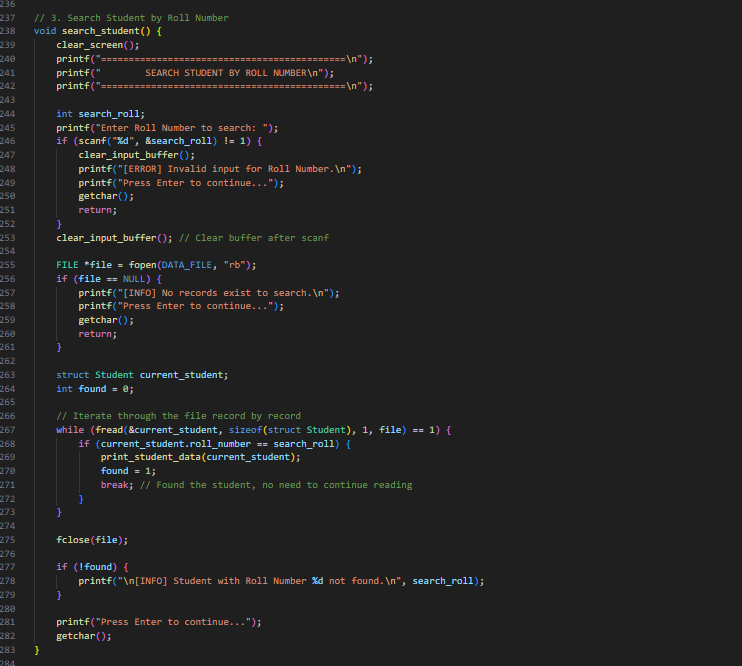 236
237 // 3. Search Student by Roll Number
238 void search_student() {
239     clear_screen();
240     printf("============================================\n");
241     printf("        SEARCH STUDENT BY ROLL NUMBER\n");
242     printf("============================================\n");
243
244     int search_roll;
245     printf("Enter Roll Number to search: ");
246     if (scanf("%d", &search_roll) != 1) {
247         clear_input_buffer();
248         printf("[ERROR] Invalid input for Roll Number.\n");
249         printf("Press Enter to continue...");
250         getchar();
251         return;
252     }
253     clear_input_buffer(); // Clear buffer after scanf
254
255     FILE *file = fopen(DATA_FILE, "rb");
256     if (file == NULL) {
257         printf("[INFO] No records exist to search.\n");
258         printf("Press Enter to continue...");
259         getchar();
260         return;
261     }
262
263     struct Student current_student;
264     int found = 0;
265
266     // Iterate through the file record by record
267     while (fread(&current_student, sizeof(struct Student), 1, file) == 1) {
268         if (current_student.roll_number == search_roll) {
269             print_student_data(current_student);
270             found = 1;
271             break; // Found the student, no need to continue reading
272         }
273     }
274
275     fclose(file);
276
277     if (!found) {
278         printf("\n[INFO] Student with Roll Number %d not found.\n", search_roll);
279     }
280
281     printf("Press Enter to continue...");
282     getchar();
283 }
284